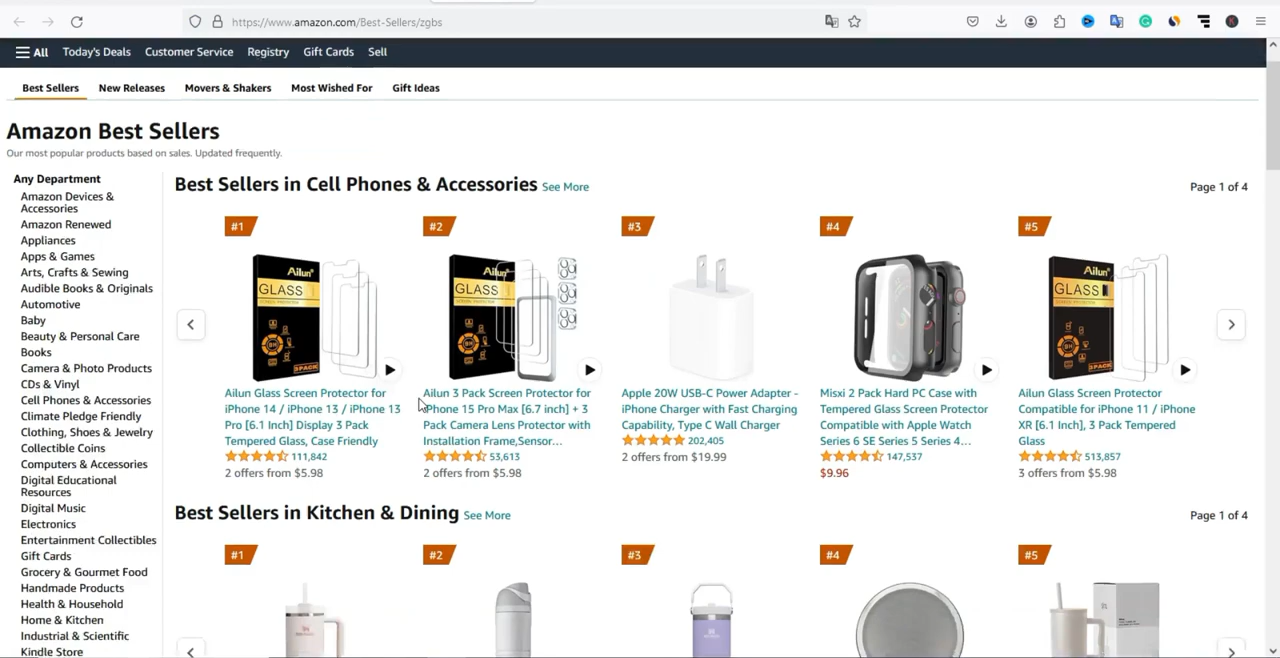 https://www.amazon.com/Best-Sellers/zgbs
All Today's Deals Customer Service Registry Gift Cards Sell
Best Sellers New Releases Movers & Shakers Most Wished For Gift Ideas
Amazon Best Sellers
Our most popular products based on sales. Updated frequently.
Any Department
Amazon Devices &
Accessories
Amazon Renewed
Appliances
Apps & Games
Arts, Crafts & Sewing
Audible Books & Originals
Automotive
Baby
Beauty & Personal Care
Books
Camera & Photo Products
CDs & Vinyl
Cell Phones & Accessories
Climate Pledge Friendly
Clothing, Shoes & Jewelry
Collectible Coins
Computers & Accessories
Digital Educational
Resources
Digital Music
Electronics
Entertainment Collectibles
Gift Cards
Grocery & Gourmet Food
Handmade Products
Health & Household
Home & Kitchen
Industrial & Scientific
Kindle Store
Best Sellers in Cell Phones & Accessories See More
Page 1 of 4
#1
Ailun
GLASS
3PACK
Ailun Glass Screen Protector for
iPhone 14 / iPhone 13 / iPhone 13
Pro [6.1 Inch] Display 3 Pack
Tempered Glass, Case Friendly
111,842
2 offers from $5.98
#2
Ailun
GLASS
Ailun 3 Pack Screen Protector for
iPhone 15 Pro Max [6.7 inch] + 3
Pack Camera Lens Protector with
Installation Frame,Sensor...
53,613
2 offers from $5.98
#3
Apple 20W USB-C Power Adapter -
iPhone Charger with Fast Charging
Capability, Type C Wall Charger
202,405
2 offers from $19.99
#4
Misxi 2 Pack Hard PC Case with
Tempered Glass Screen Protector
Compatible with Apple Watch
Series 6 SE Series 5 Series 4...
147,537
$9.96
#5
Ailun
GLASS
3PACK
Ailun Glass Screen Protector
Compatible for iPhone 11 / iPhone
XR [6.1 Inch], 3 Pack Tempered
Glass
513,857
3 offers from $5.98
Best Sellers in Kitchen & Dining See More
Page 1 of 4
#1
#2
#3
#4
#5